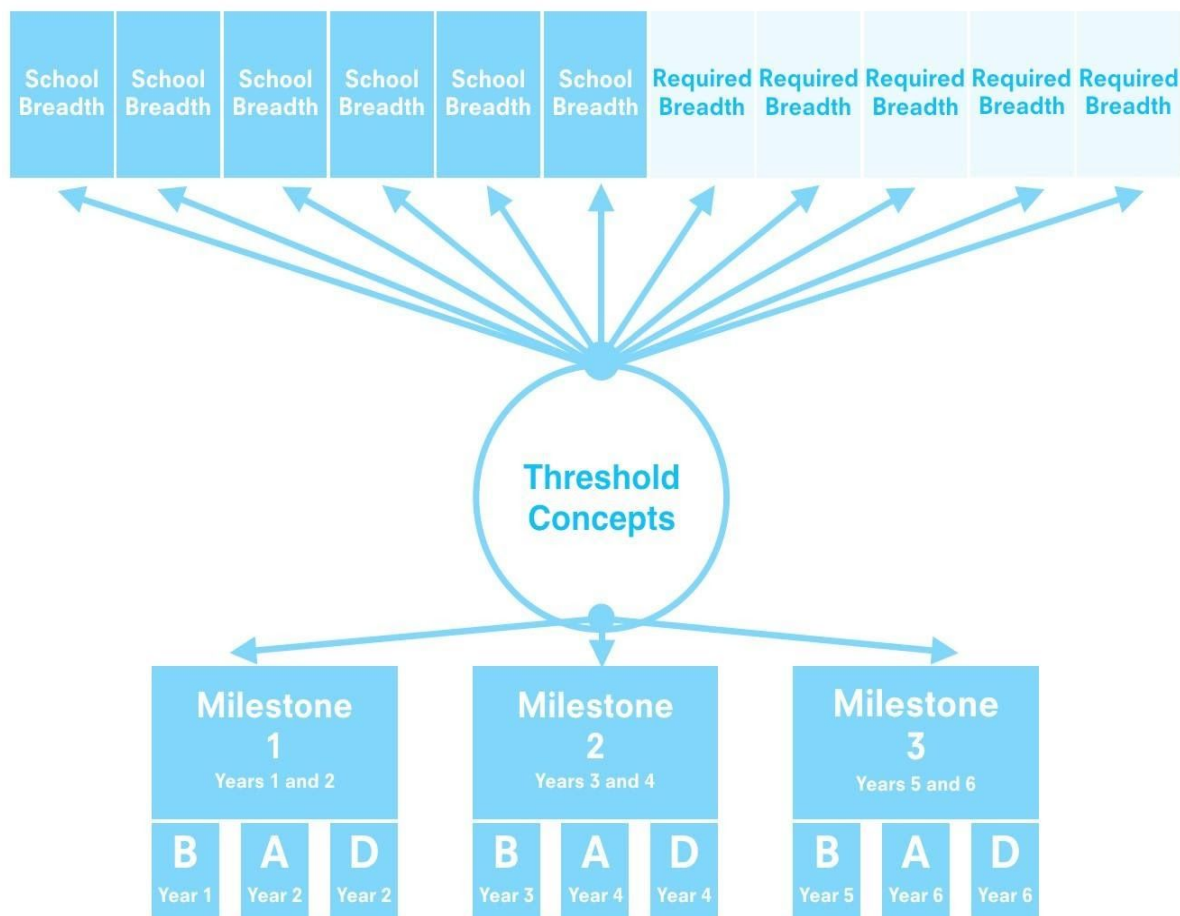 School
Breadth
School
Breadth
School
Breadth
School
Breadth
School
Breadth
School
Breadth
Required
Breadth
Required
Breadth
Required
Breadth
Required
Breadth
Required
Breadth
Threshold
Concepts
Milestone
1
Years 1 and 2
Milestone
2
Years 3 and 4
Milestone
3
Years 5 and 6
B
Year 1
A
Year 2
D
Year 2
B
Year 3
A
Year 4
D
Year 4
B
Year 5
A
Year 6
D
Year 6